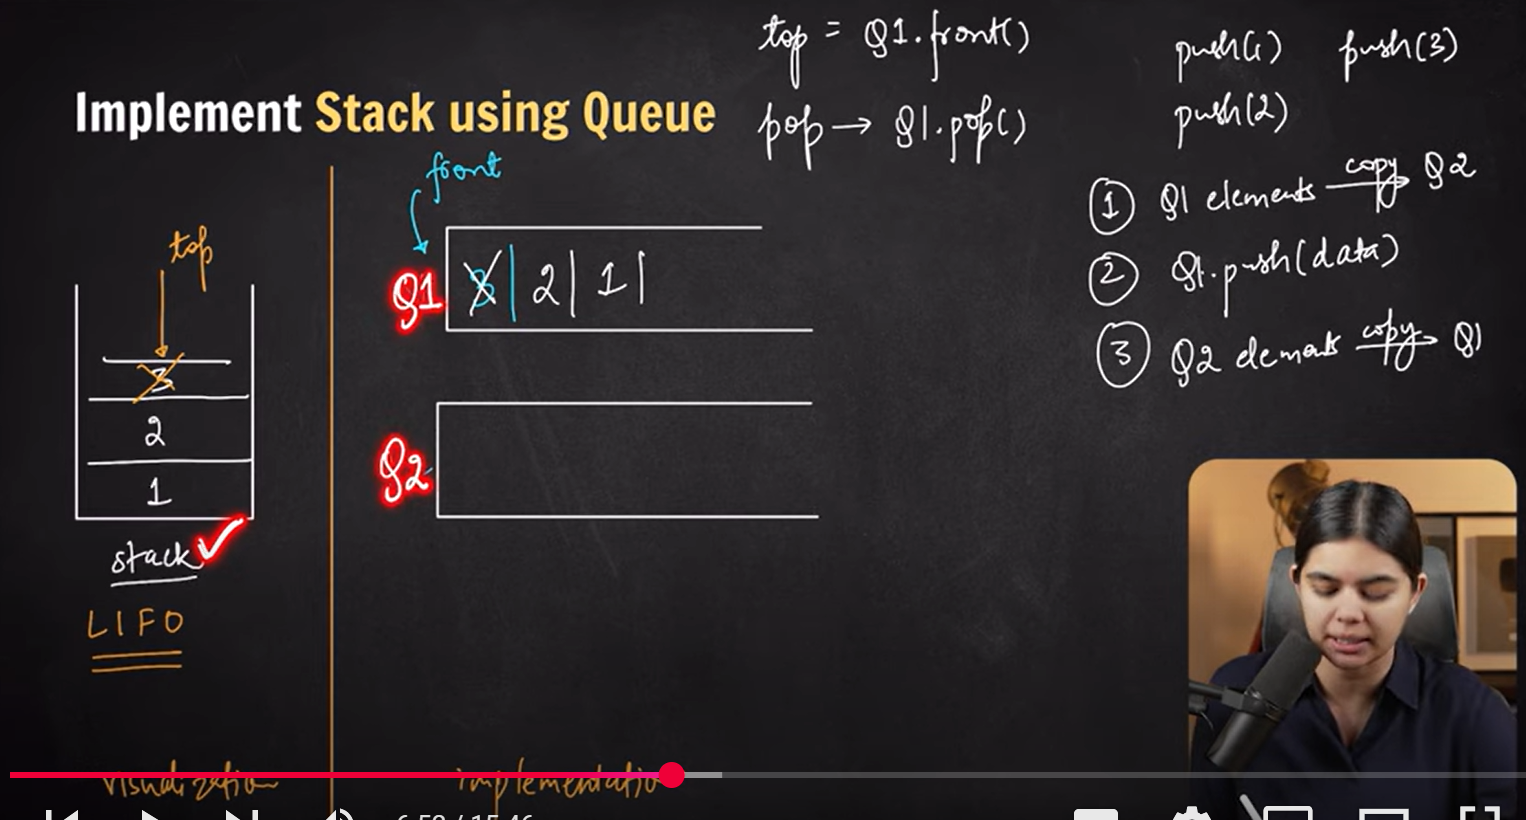 top = Q1.front()
push(1) push(3)
Implement Stack using Queue
pop → Q1.pop()
push(2)
front
① Q1 elements copy→ Q2
top
Q1 3 | 2 | 1 |
② Q1.push(data)
3
③ Q2 elements copy→ Q1
2
Q2
1
stack ✓
LIFO
visualization
implementation
6:58 / 15:46